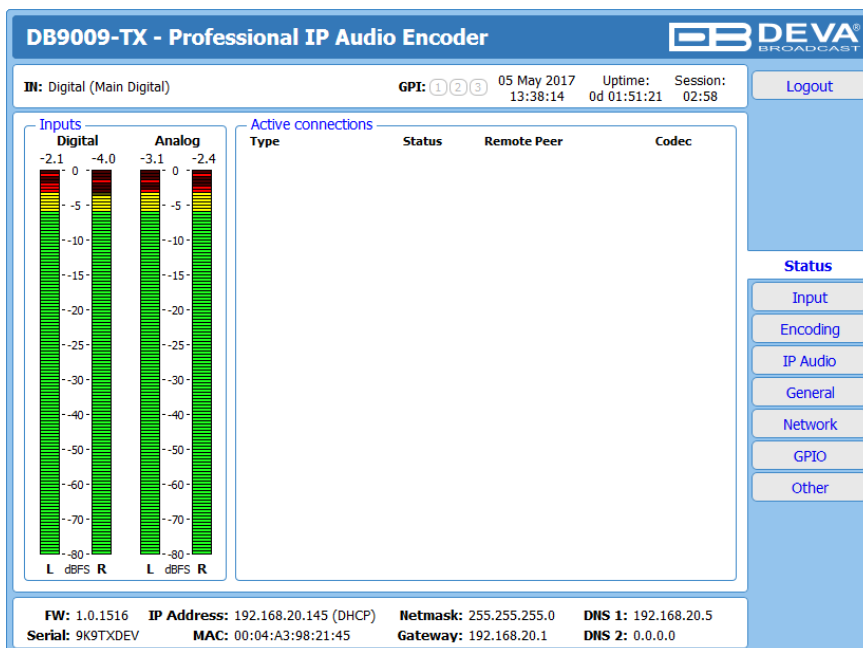 DB9009-TX - Professional IP Audio Encoder
DEVA®
BROADCAST
IN: Digital (Main Digital)
GPI: 1 2 3
05 May 2017
13:38:14
Uptime:
0d 01:51:21
Session:
02:58
Logout
Inputs
Digital
Analog
-2.1 -4.0 -3.1 -2.4
- 0 - - 0 -
- -5 - - -5 -
- -10 - - -10 -
- -15 - - -15 -
- -20 - - -20 -
- -25 - - -25 -
- -30 - - -30 -
- -40 - - -40 -
- -50 - - -50 -
- -60 - - -60 -
- -70 - - -70 -
- -80 - - -80 -
L dBFS R L dBFS R
Active connections
Type Status Remote Peer Codec
Status
Input
Encoding
IP Audio
General
Network
GPIO
Other
FW: 1.0.1516 IP Address: 192.168.20.145 (DHCP) Netmask: 255.255.255.0 DNS 1: 192.168.20.5
Serial: 9K9TXDEV MAC: 00:04:A3:98:21:45 Gateway: 192.168.20.1 DNS 2: 0.0.0.0